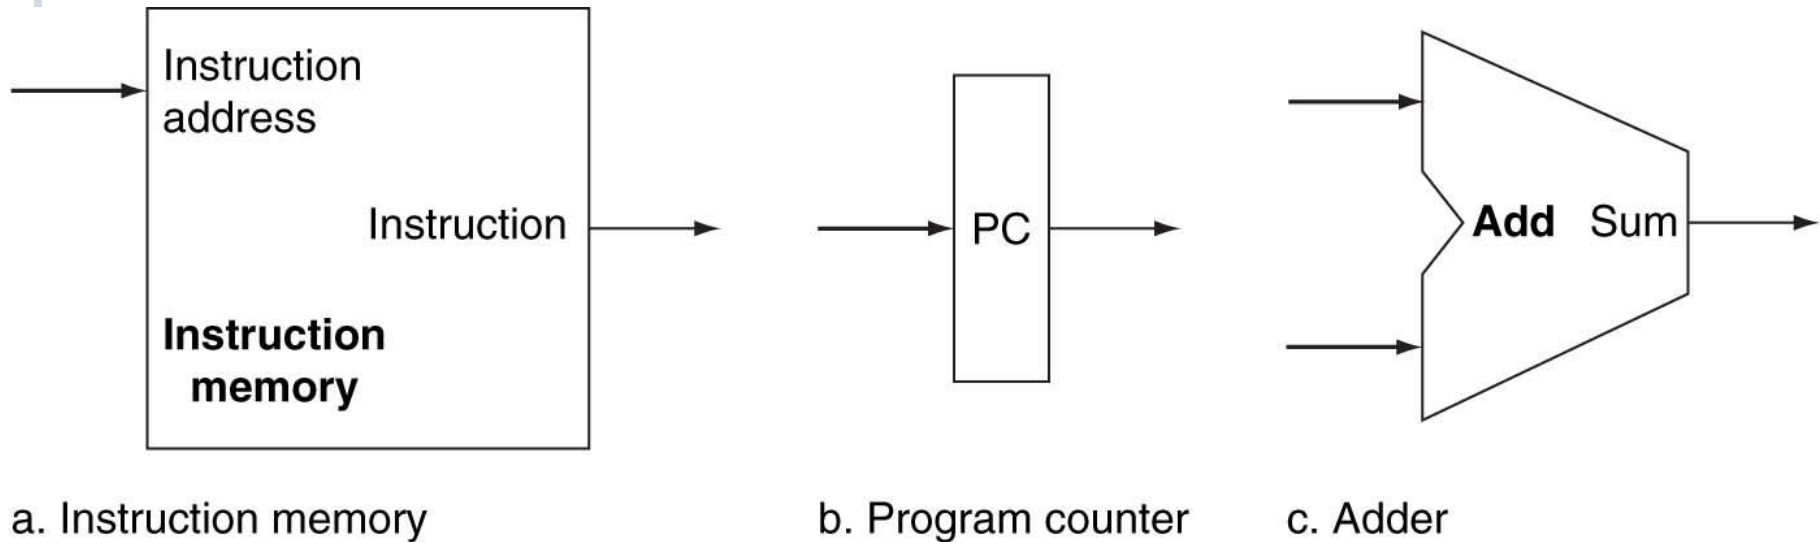 Instruction
address
Instruction
Instruction
memory
PC
Add Sum
a. Instruction memory
b. Program counter
c. Adder